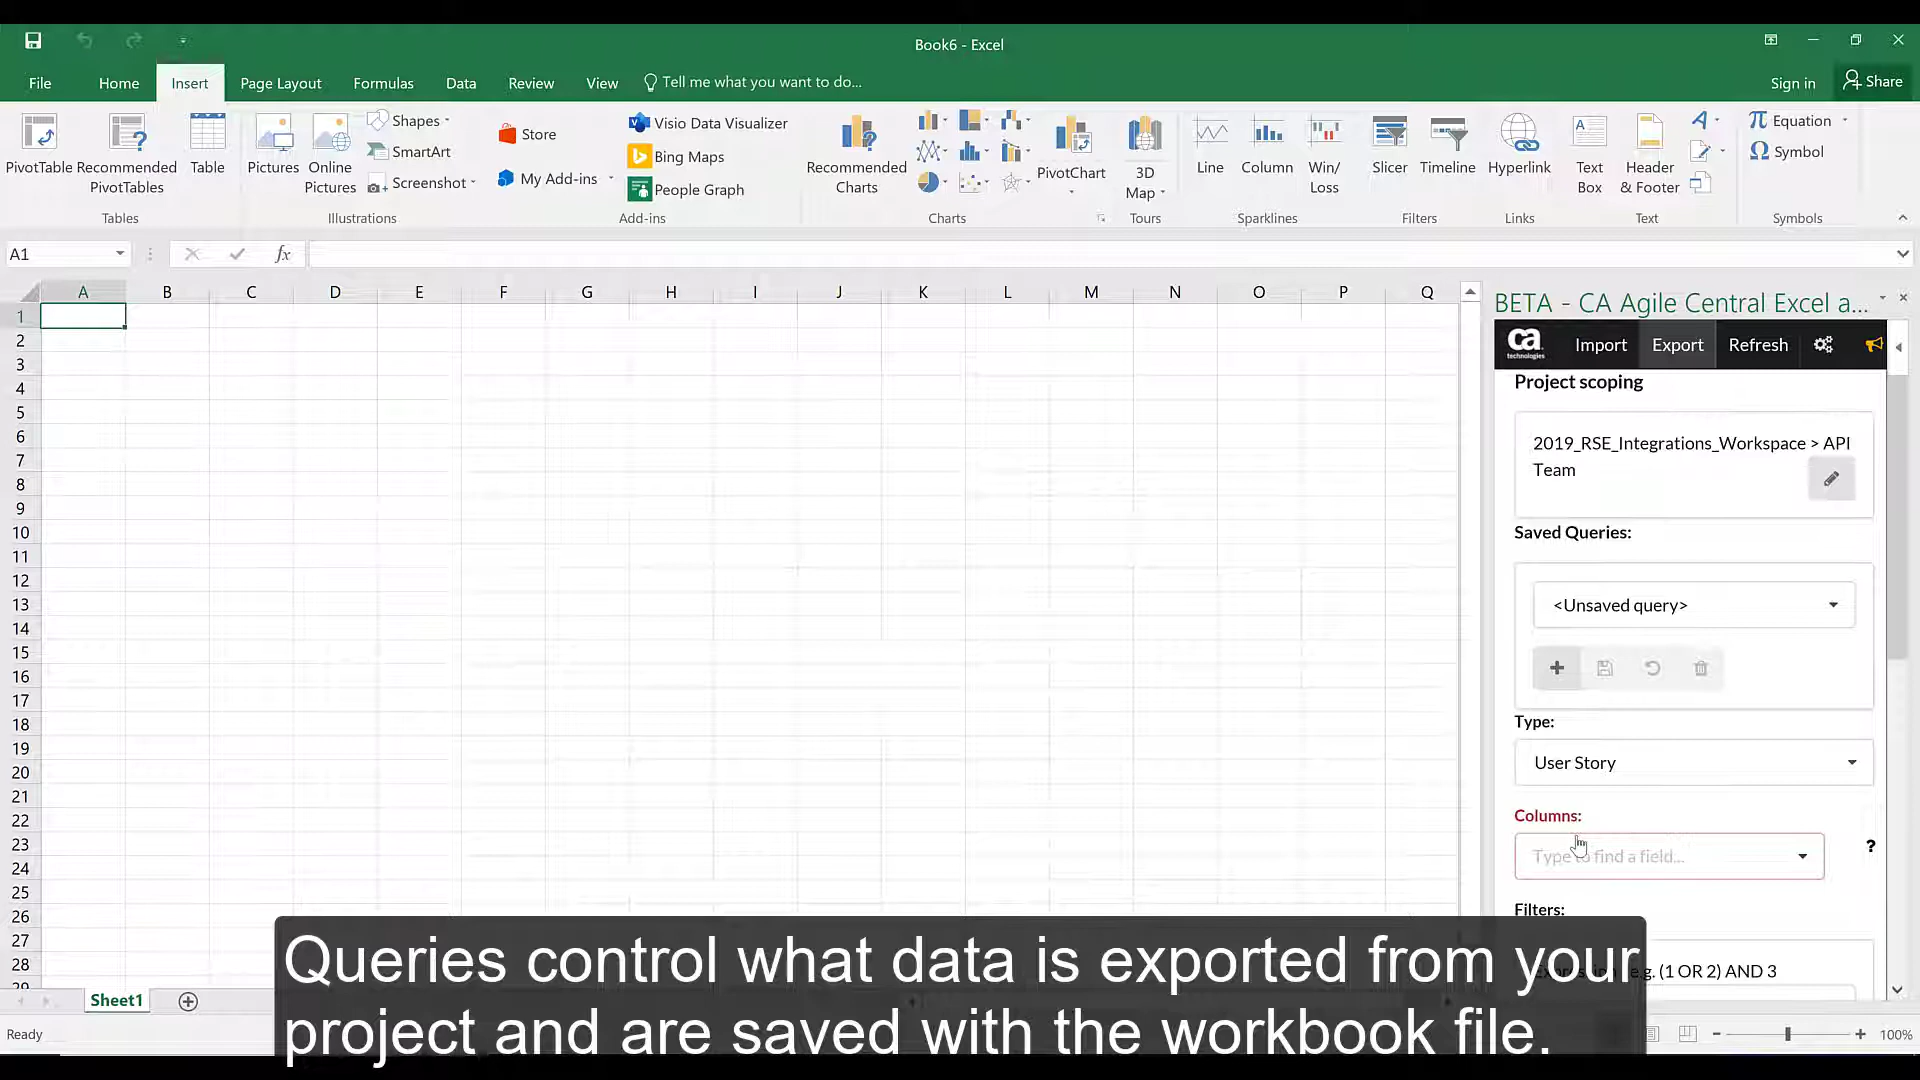 Book6 - Excel
File Home Insert Page Layout Formulas Data Review View Tell me what you want to do... Sign in Share
PivotTable Recommended PivotTables Table
Tables
Pictures Online Pictures Shapes SmartArt Screenshot
Illustrations
Store My Add-ins Visio Data Visualizer Bing Maps People Graph
Add-ins
Recommended Charts PivotChart
Charts
3D Map
Tours
Line Column Win/Loss
Sparklines
Slicer Timeline
Filters
Hyperlink
Links
Text Box Header & Footer
Text
Equation Symbol
Symbols
A1 fx
A B C D E F G H I J K L M N O P Q
1
2
3
4
5
6
7
8
9
10
11
12
13
14
15
16
17
18
19
20
21
22
23
24
25
26
27
28
29
BETA - CA Agile Central Excel a...
ca technologies Import Export Refresh
Project scoping
2019_RSE_Integrations_Workspace > API
Team
Saved Queries:
<Unsaved query>
Type:
User Story
Columns:
Type to find a field...
?
Filters:
(1 OR 2) AND 3
Sheet1
Ready
100%
Queries control what data is exported from your
project and are saved with the workbook file.